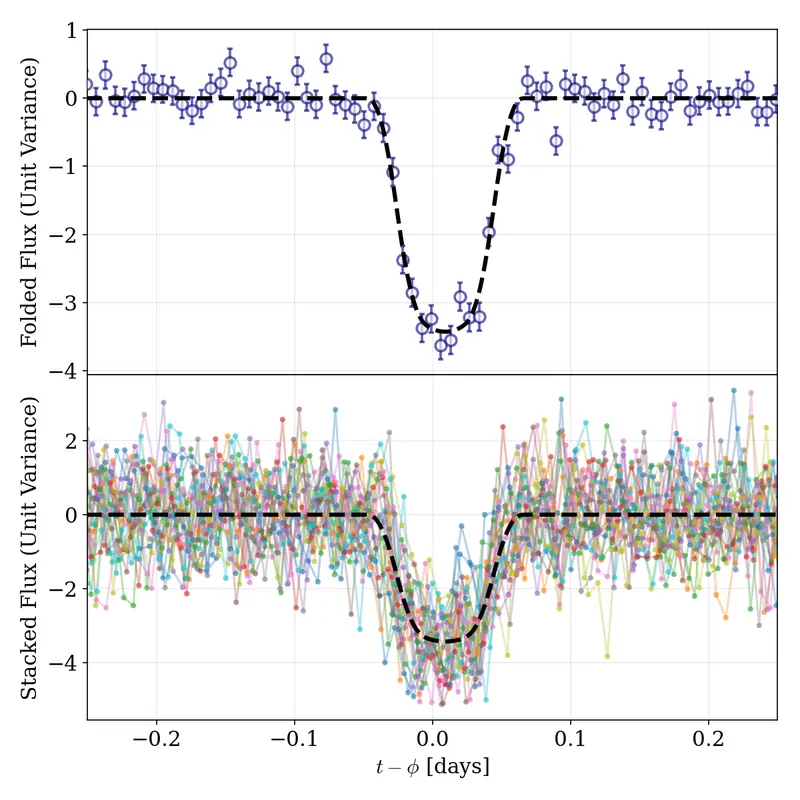 Folded Flux (Unit Variance)
1
0
−1
−2
−3
−4
Stacked Flux (Unit Variance)
2
0
−2
−4
−0.2 −0.1 0.0 0.1 0.2
t − ϕ [days]